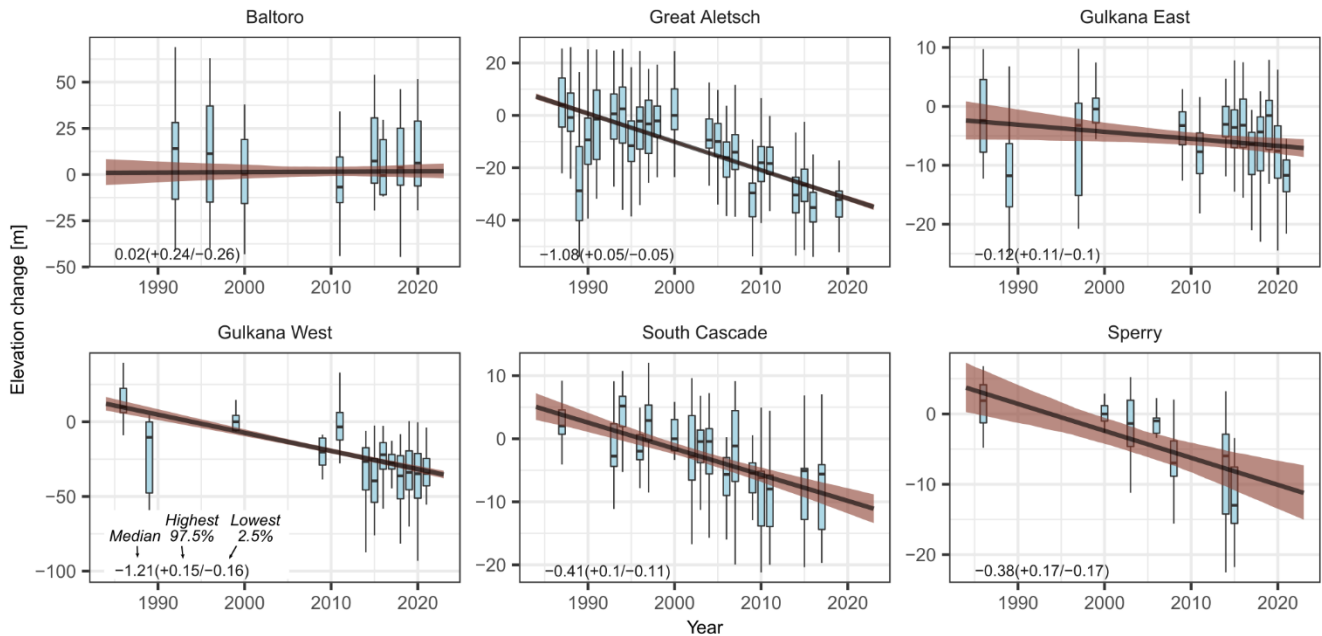 Baltoro
Great Aletsch
Gulkana East
Elevation change [m]
50
25
0
−25
−50
0.02(+0.24/−0.26)
1990 2000 2010 2020
20
0
−20
−40
−1.08(+0.05/−0.05)
1990 2000 2010 2020
10
0
−10
−20
−0.12(+0.11/−0.1)
1990 2000 2010 2020
Gulkana West
South Cascade
Sperry
0
−50
−100
Highest Lowest
Median 97.5% 2.5%
−1.21(+0.15/−0.16)
1990 2000 2010 2020
10
0
−10
−20
−0.41(+0.1/−0.11)
1990 2000 2010 2020
0
−10
−20
−0.38(+0.17/−0.17)
1990 2000 2010 2020
Year